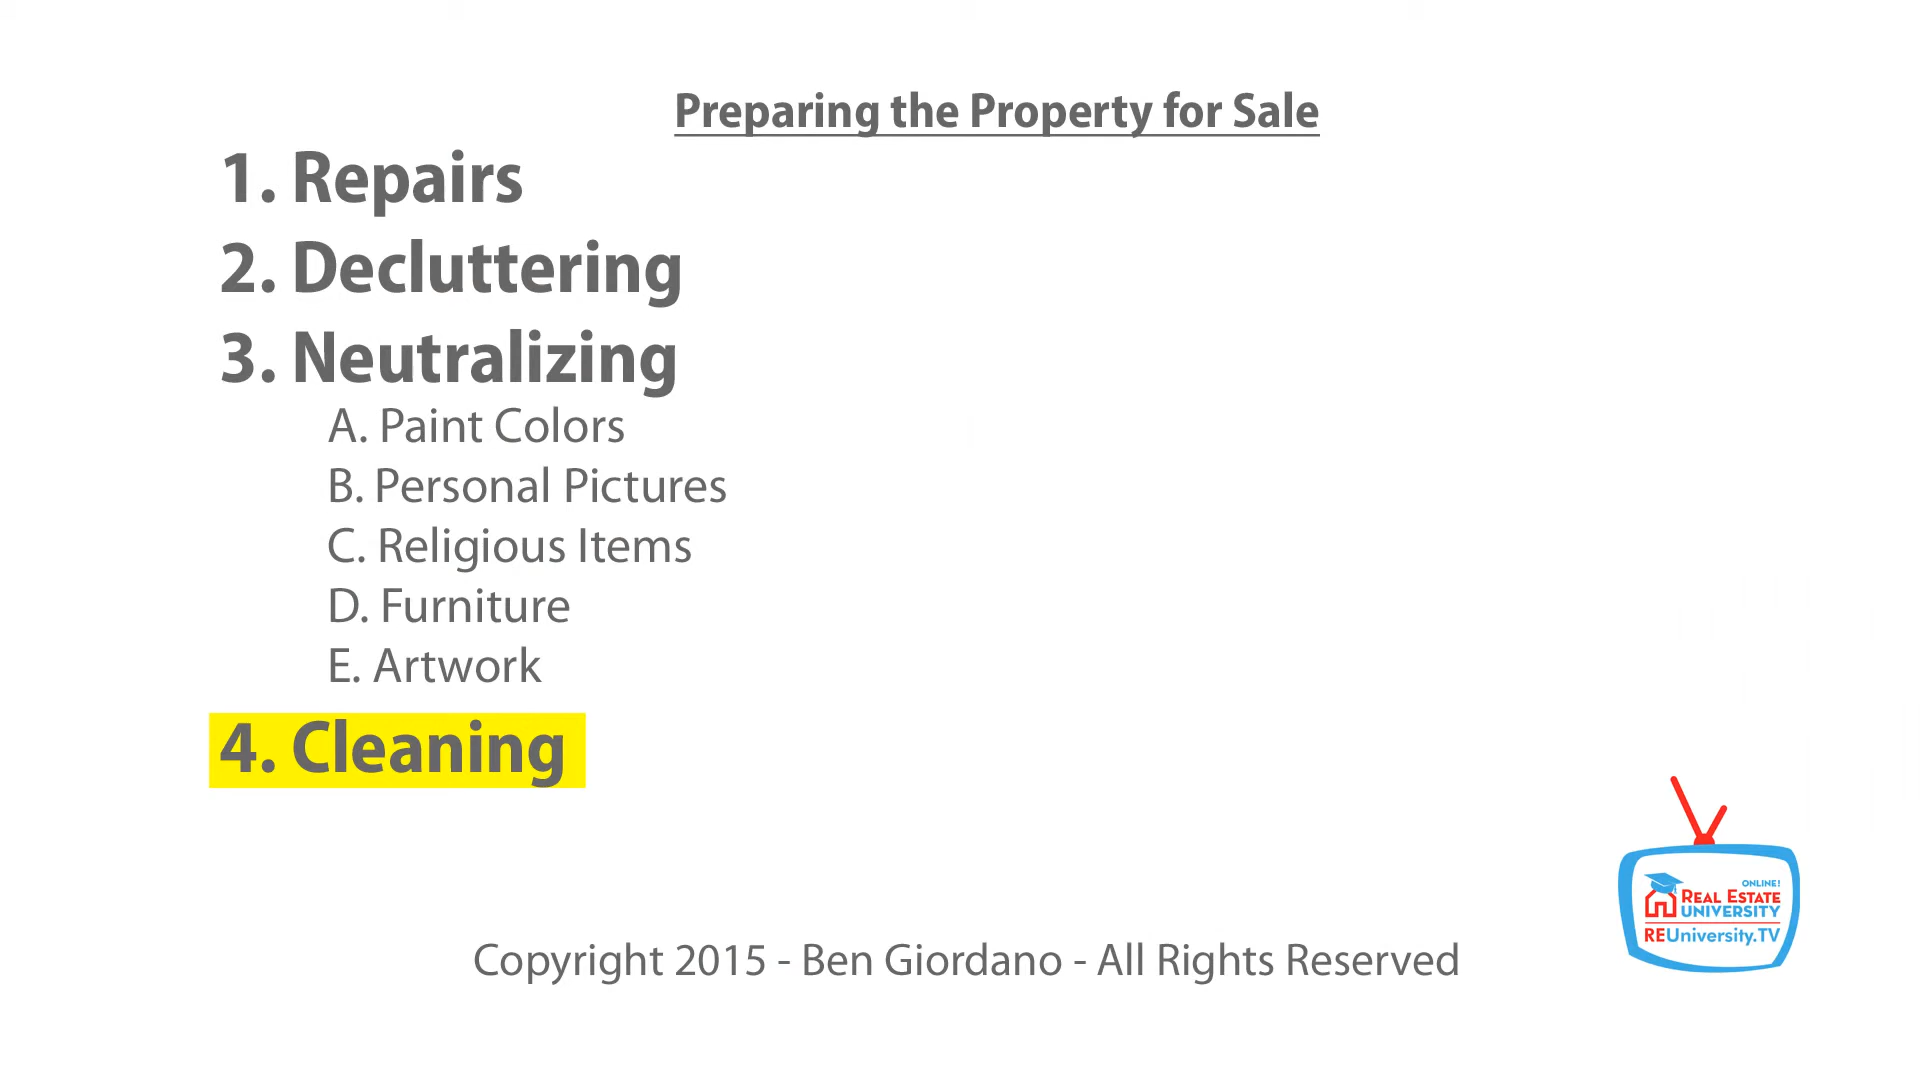 Preparing the Property for Sale
1. Repairs
2. Decluttering
3. Neutralizing
A. Paint Colors
B. Personal Pictures
C. Religious Items
D. Furniture
E. Artwork
4. Cleaning
ONLINE!
REAL ESTATE
UNIVERSITY
REUniversity.TV
Copyright 2015 - Ben Giordano - All Rights Reserved